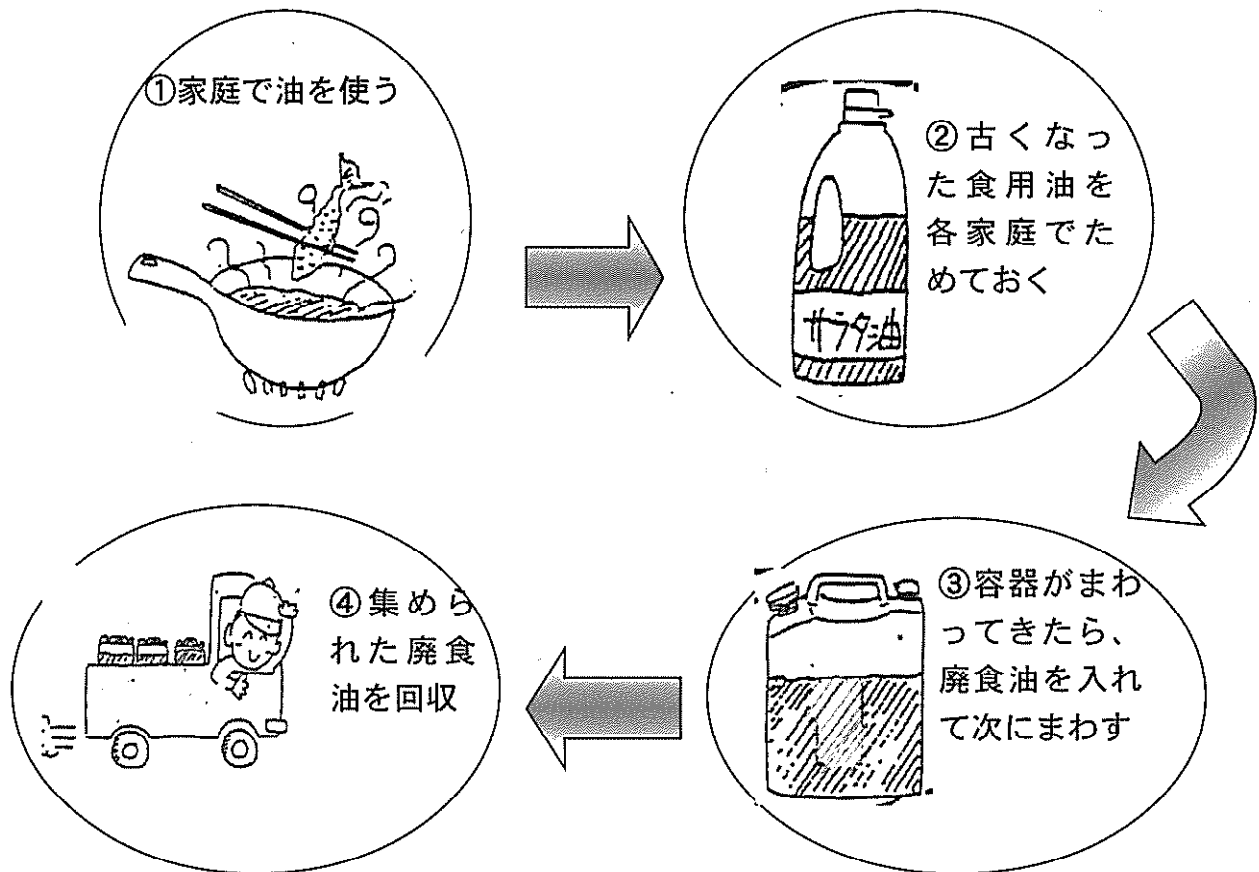 ①家庭で油を使う
②古くなっ
た食用油を
各家庭でた
めておく
サラダ油
③容器がまわ
ってきたら、
廃食油を入れ
て次にまわす
④集めら
れた廃食
油を回収